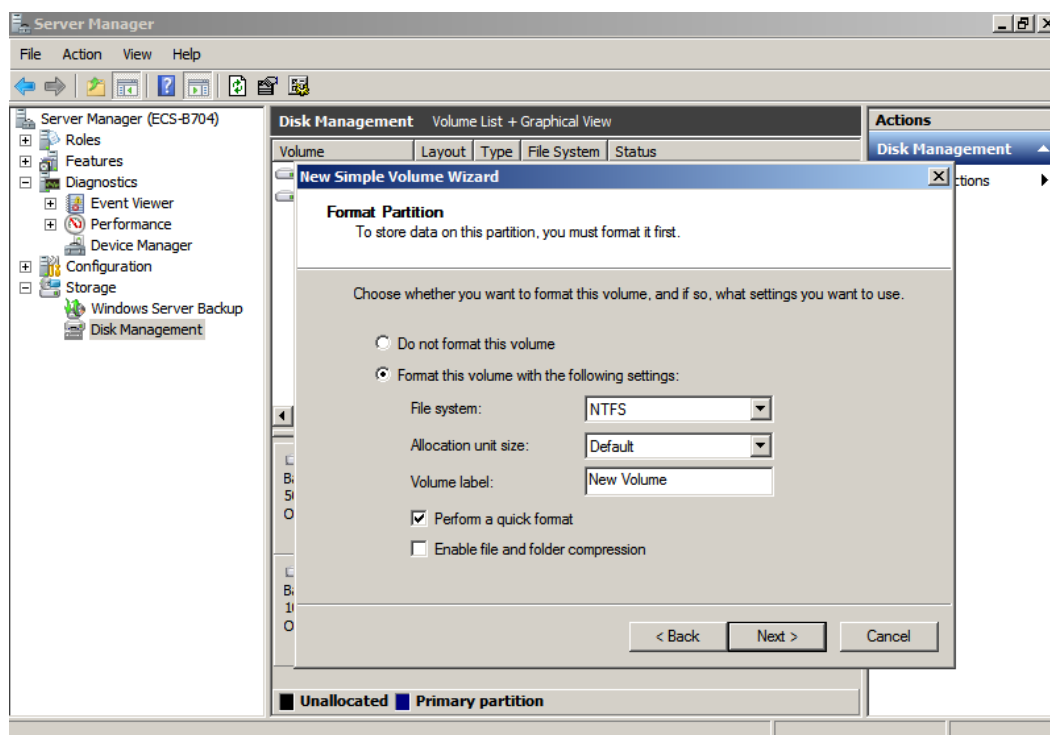 Server Manager
File Action View Help
Server Manager (ECS-B704)
Roles
Features
Diagnostics
Event Viewer
Performance
Device Manager
Configuration
Storage
Windows Server Backup
Disk Management
Disk Management Volume List + Graphical View
Volume Layout Type File System Status
New Simple Volume Wizard
Format Partition
To store data on this partition, you must format it first.
Choose whether you want to format this volume, and if so, what settings you want to use.
Do not format this volume
Format this volume with the following settings:
File system: NTFS
Allocation unit size: Default
Volume label: New Volume
Perform a quick format
Enable file and folder compression
< Back Next > Cancel
Unallocated Primary partition
Actions
Disk Management